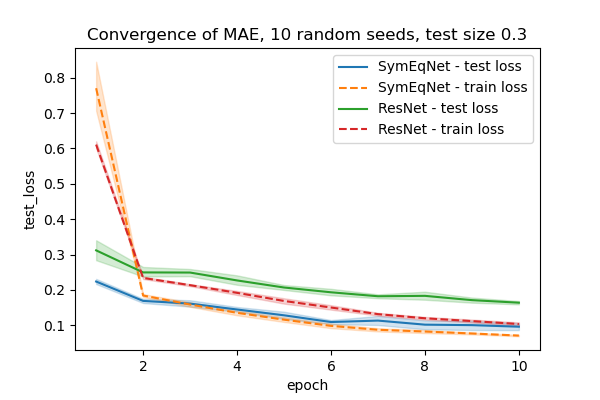 Convergence of MAE, 10 random seeds, test size 0.3
SymEqNet - test loss
SymEqNet - train loss
ResNet - test loss
ResNet - train loss
test_loss
0.8
0.7
0.6
0.5
0.4
0.3
0.2
0.1
2 4 6 8 10
epoch